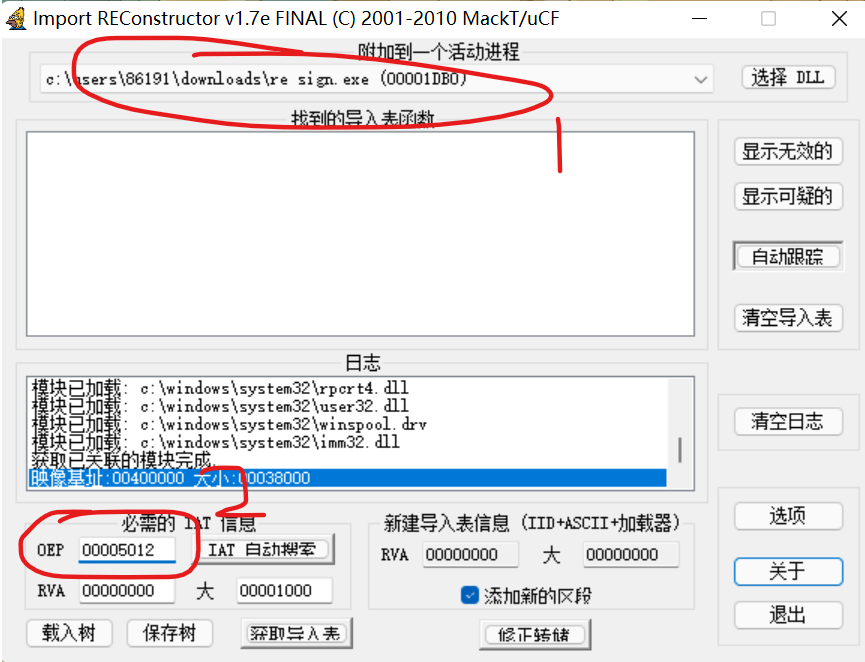 Import REConstructor v1.7e FINAL (C) 2001-2010 MackT/uCF
附加到一个活动进程
c:\users\86191\downloads\re sign.exe (00001DB0)
选择 DLL
找到的导入表函数
显示无效的
显示可疑的
自动跟踪
清空导入表
日志
模块已加载: c:\windows\system32\rpcrt4.dll
模块已加载: c:\windows\system32\user32.dll
模块已加载: c:\windows\system32\winspool.drv
模块已加载: c:\windows\system32\imm32.dll
获取已关联的模块完成.
映像基址:00400000 大小:00038000
清空日志
必需的 IAT 信息
OEP 00005012 IAT 自动搜索
RVA 00000000 大 00001000
载入树 保存树 获取导入表
新建导入表信息 (IID+ASCII+加载器)
RVA 00000000 大 00000000
添加新的区段
修正转储
选项
关于
退出
1
2